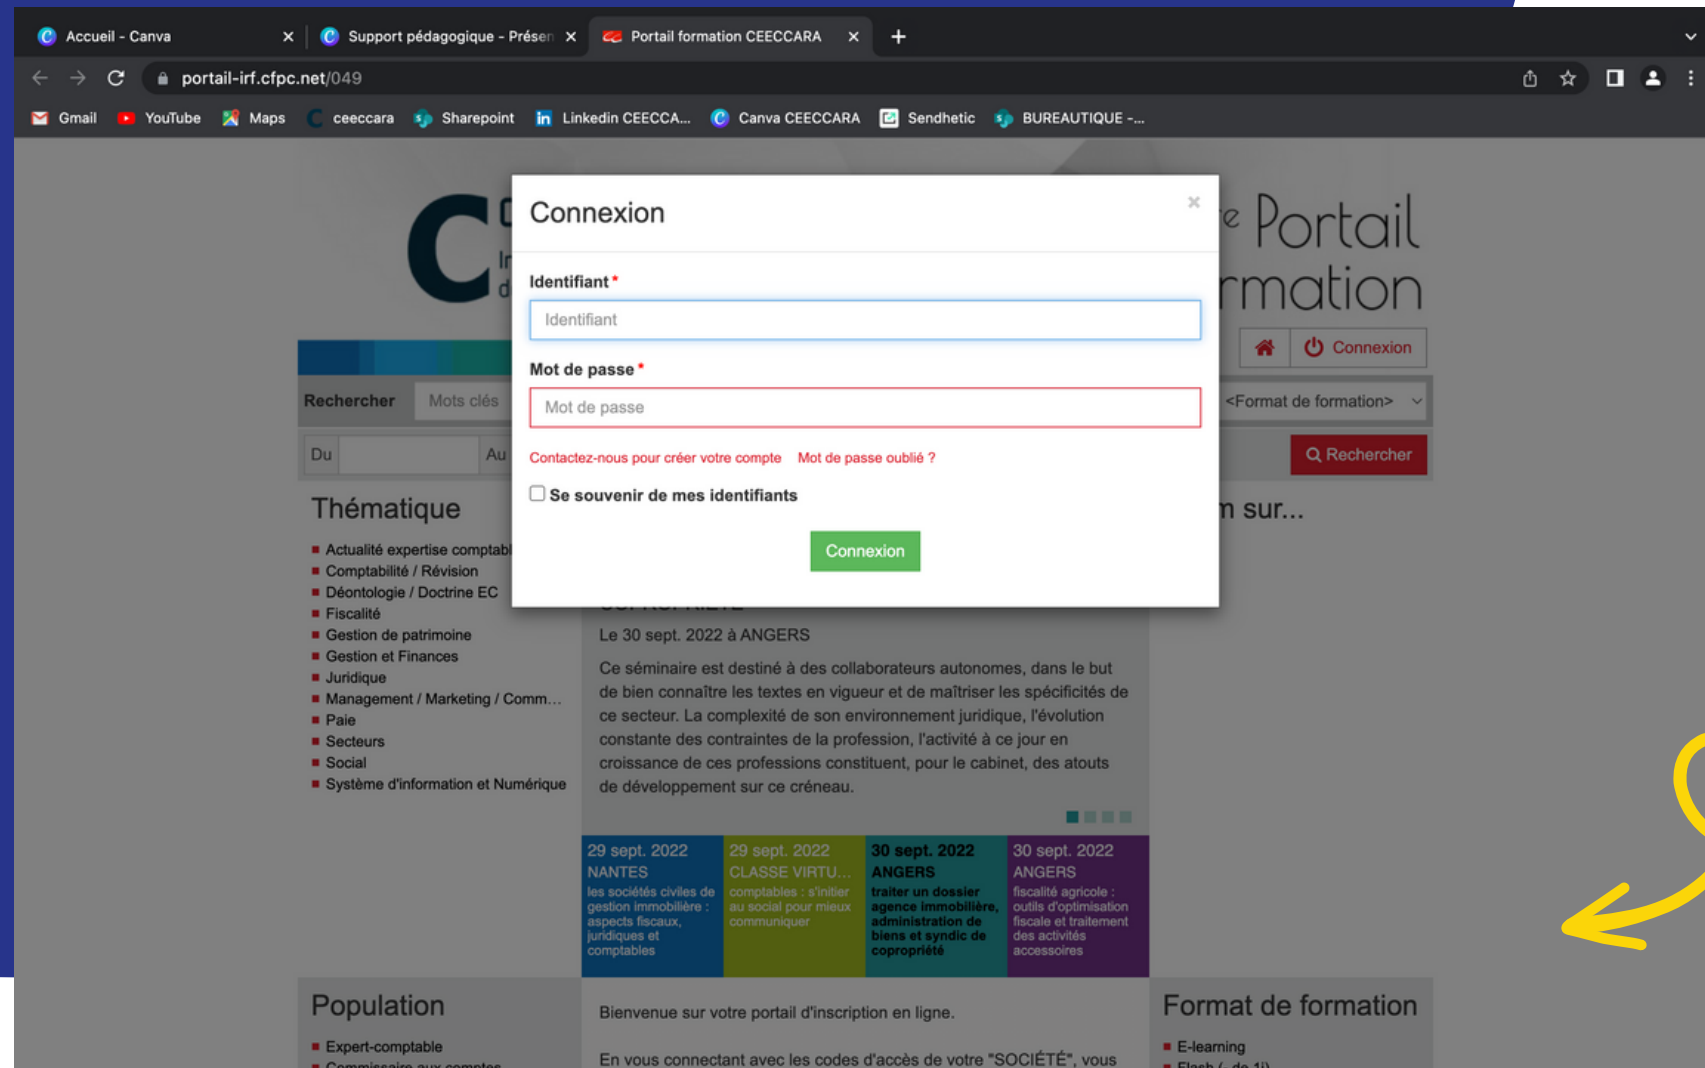 Accueil - Canva
Support pédagogique - Présen
Portail formation CEECCARA
portail-irf.cfpc.net/049
Gmail YouTube Maps ceeccara Sharepoint Linkedin CEECCA... Canva CEECCARA Sendhetic BUREAUTIQUE -...
Portail
Connexion
Identifiant *
Identifiant
Connexion
Mot de passe *
Rechercher Mots clés Mot de passe <Format de formation>
Du Au Contactez-nous pour créer votre compte Mot de passe oublié ? Rechercher
Se souvenir de mes identifiants
Connexion
Thématique
sur...
Actualité expertise comptabl
Comptabilité / Révision
Déontologie / Doctrine EC
Fiscalité
Gestion de patrimoine
Gestion et Finances
Juridique
Management / Marketing / Comm...
Paie
Secteurs
Social
Système d'information et Numérique
Le 30 sept. 2022 à ANGERS
Ce séminaire est destiné à des collaborateurs autonomes, dans le but
de bien connaître les textes en vigueur et de maîtriser les spécificités de
ce secteur. La complexité de son environnement juridique, l'évolution
constante des contraintes de la profession, l'activité à ce jour en
croissance de ces professions constituent, pour le cabinet, des atouts
de développement sur ce créneau.
29 sept. 2022
NANTES
les sociétés civiles de
gestion immobilière :
aspects fiscaux,
juridiques et
comptables
29 sept. 2022
CLASSE VIRTU...
comptables : s'initier
au social pour mieux
communiquer
30 sept. 2022
ANGERS
traiter un dossier
agence immobilière,
administration de
biens et syndic de
copropriété
30 sept. 2022
ANGERS
fiscalité agricole :
outils d'optimisation
fiscale et traitement
des activités
accessoires
Population
Expert-comptable
Commissaire aux comptes
Bienvenue sur votre portail d'inscription en ligne.
En vous connectant avec les codes d'accès de votre "SOCIÉTÉ", vous
Format de formation
E-learning
Flash (- de 1j)